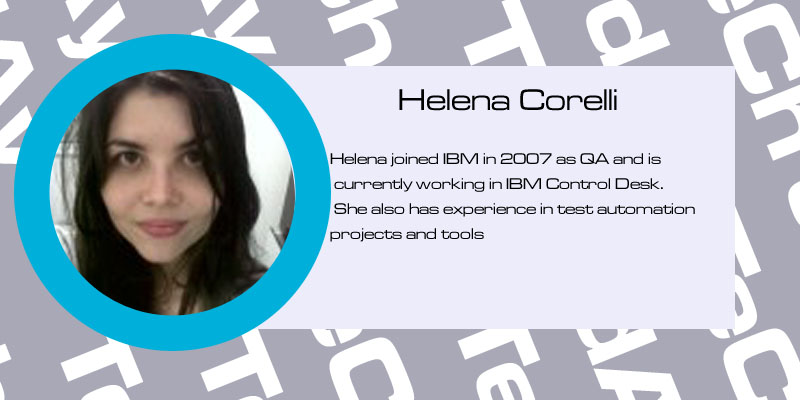 Helena Corelli
Helena joined IBM in 2007 as QA and is
currently working in IBM Control Desk.
She also has experience in test automation
projects and tools